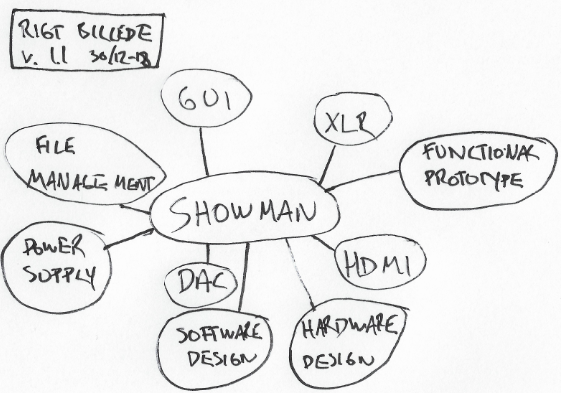 RIGT BILLEDE
V. 1.1 30/12-18
GUI
XLR
FILE
MANAGEMENT
FUNCTIONAL
PROTOTYPE
SHOWMAN
POWER
SUPPLY
DAC
HDMI
SOFTWARE
DESIGN
HARDWARE
DESIGN